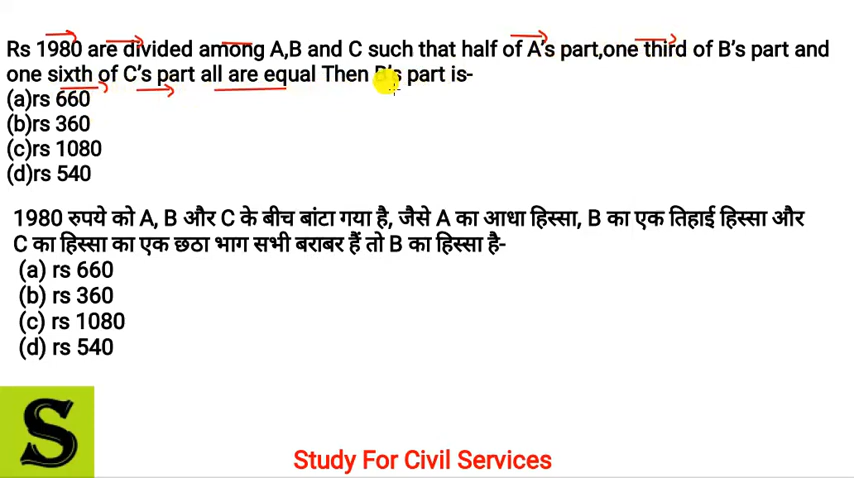 Rs 1980 are divided among A,B and C such that half of A's part,one third of B's part and
one sixth of C's part all are equal Then B's part is-
(a)rs 660
(b)rs 360
(c)rs 1080
(d)rs 540
1980 रुपये को A, B और C के बीच बांटा गया है, जैसे A का आधा हिस्सा, B का एक तिहाई हिस्सा और
C का हिस्सा का एक छठा भाग सभी बराबर हैं तो B का हिस्सा है-
(a) rs 660
(b) rs 360
(c) rs 1080
(d) rs 540
S
Study For Civil Services